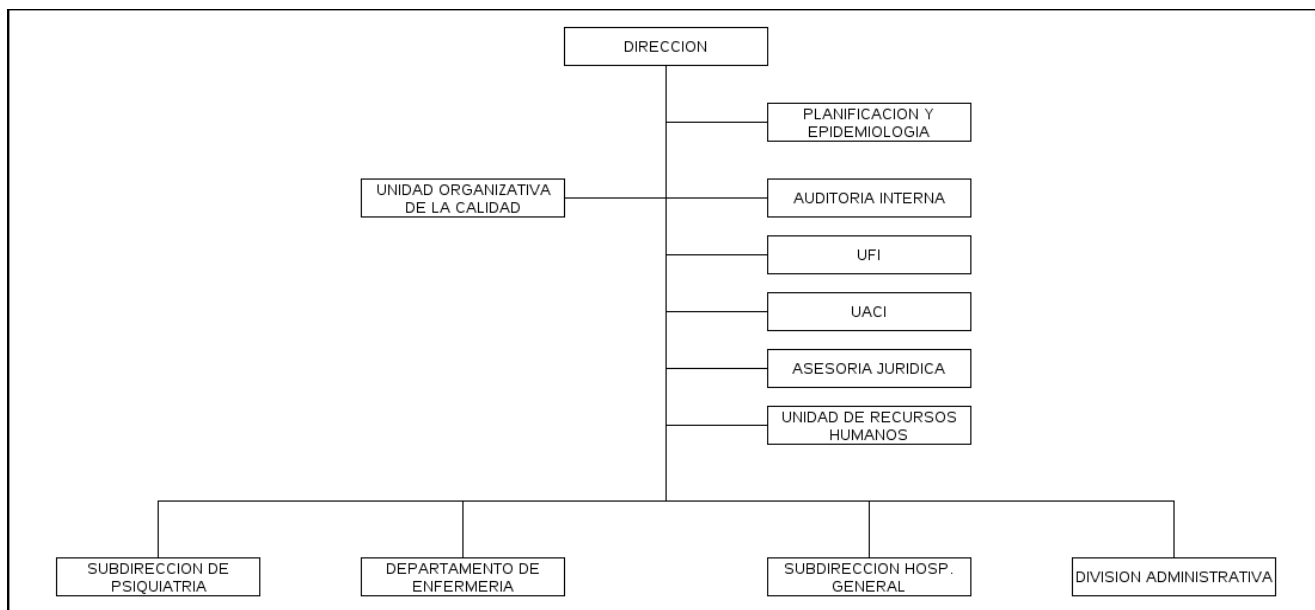 DIRECCION
PLANIFICACION Y
EPIDEMIOLOGIA
UNIDAD ORGANIZATIVA
DE LA CALIDAD
AUDITORIA INTERNA
UFI
UACI
ASESORIA JURIDICA
UNIDAD DE RECURSOS
HUMANOS
SUBDIRECCION DE
PSIQUIATRIA
DEPARTAMENTO DE
ENFERMERIA
SUBDIRECCION HOSP.
GENERAL
DIVISION ADMINISTRATIVA